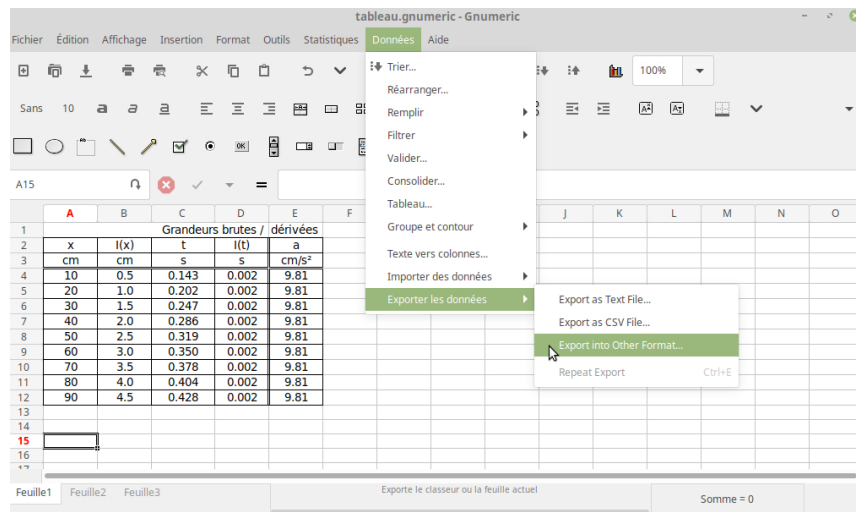 tableau.gnumeric - Gnumeric
Fichier Édition Affichage Insertion Format Outils Statistiques Données Aide
Trier...
100%
Réarranger...
Sans 10 a a a
Remplir
Filtrer
OK
Valider...
Consolider...
A15 =
Tableau...
A B C D E F J K L M N O
1 Grandeurs brutes / dérivées
Groupe et contour
2 x I(x) t I(t) a
3 cm cm s s cm/s²
Texte vers colonnes...
4 10 0.5 0.143 0.002 9.81
Importer des données
5 20 1.0 0.202 0.002 9.81
Exporter les données
Export as Text File...
6 30 1.5 0.247 0.002 9.81
7 40 2.0 0.286 0.002 9.81
Export as CSV File...
8 50 2.5 0.319 0.002 9.81
9 60 3.0 0.350 0.002 9.81
Export into Other Format...
10 70 3.5 0.378 0.002 9.81
Repeat Export Ctrl+E
11 80 4.0 0.404 0.002 9.81
12 90 4.5 0.428 0.002 9.81
13
14
15
16
17
Feuille1 Feuille2 Feuille3
Exporte le classeur ou la feuille actuel
Somme = 0